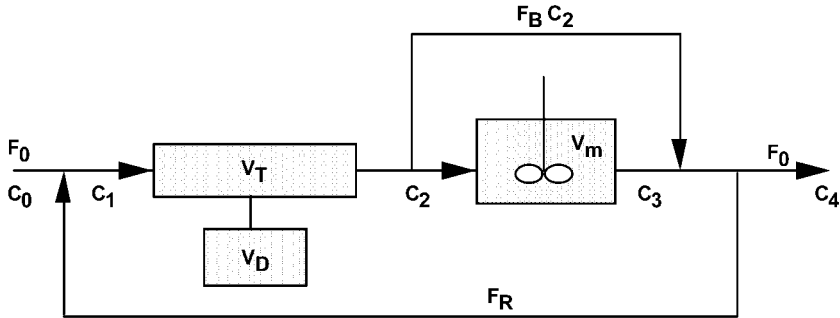 F_B C_2
F_0
C_0
C_1
V_T
V_D
C_2
V_m
C_3
F_0
C_4
F_R